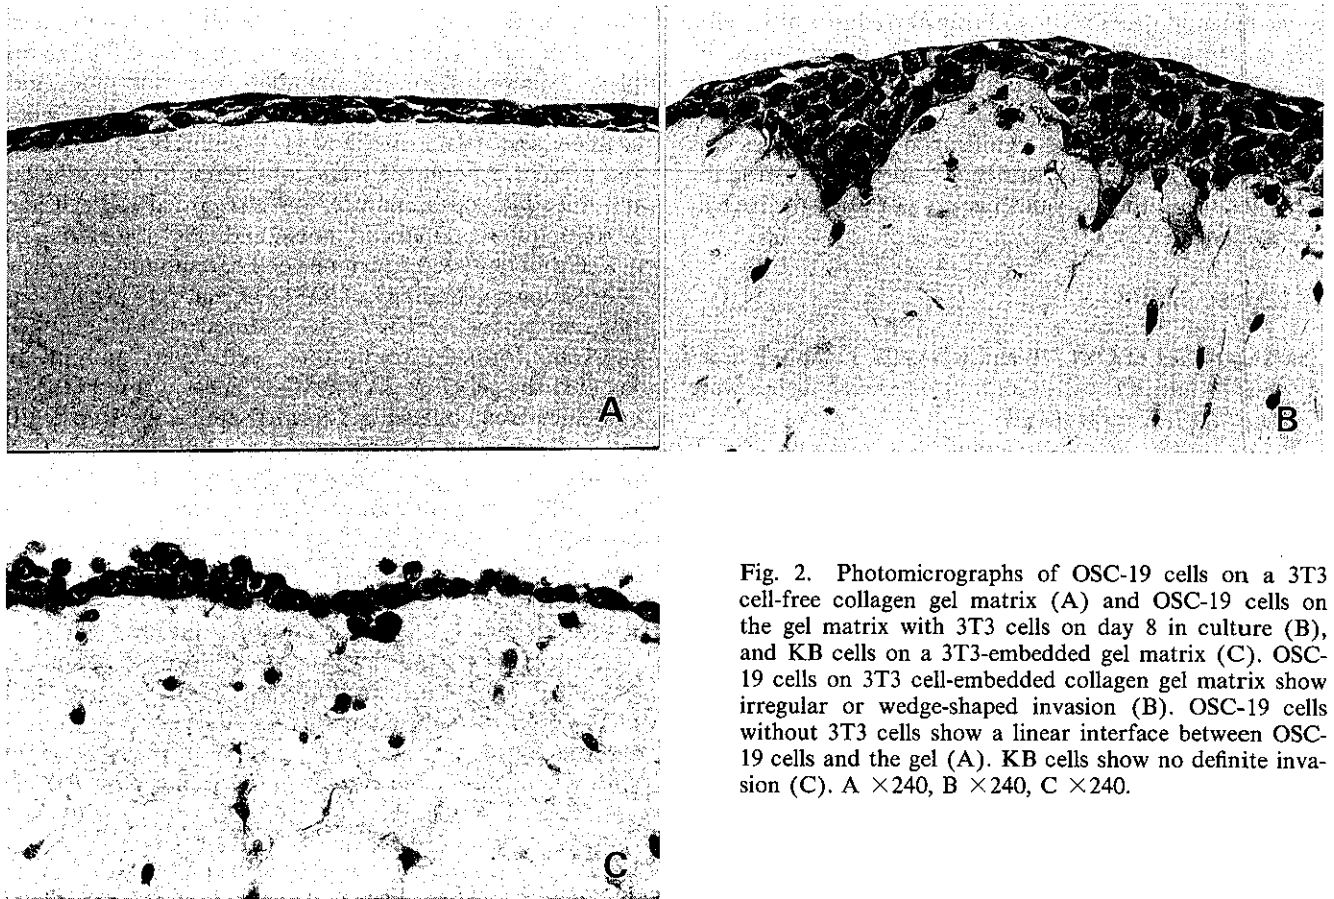 A
B
C
Fig. 2. Photomicrographs of OSC-19 cells on a 3T3
cell-free collagen gel matrix (A) and OSC-19 cells on
the gel matrix with 3T3 cells on day 8 in culture (B),
and KB cells on a 3T3-embedded gel matrix (C). OSC-
19 cells on 3T3 cell-embedded collagen gel matrix show
irregular or wedge-shaped invasion (B). OSC-19 cells
without 3T3 cells show a linear interface between OSC-
19 cells and the gel (A). KB cells show no definite inva-
sion (C). A ×240, B ×240, C ×240.